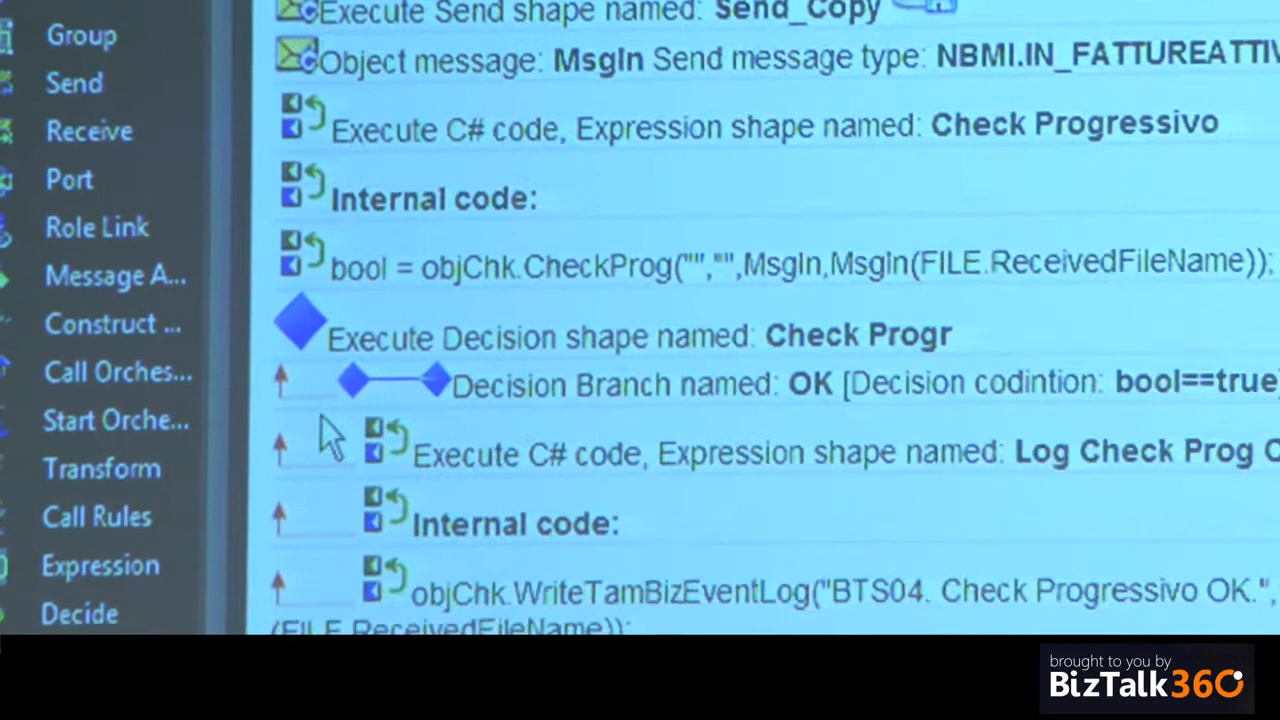 Group
Send
Receive
Port
Role Link
Message A...
Construct ...
Call Orches...
Start Orche...
Transform
Call Rules
Expression
Decide
Execute Send shape named: Send_Copy
Object message: MsgIn Send message type: NBMI.IN_FATTUREATTIV
Execute C# code, Expression shape named: Check Progressivo
Internal code:
bool = objChk.CheckProg("","",MsgIn,MsgIn(FILE.ReceivedFileName));
Execute Decision shape named: Check Progr
Decision Branch named: OK [Decision codintion: bool==true]
Execute C# code, Expression shape named: Log Check Prog
Internal code:
objChk.WriteTamBizEventLog("BTS04. Check Progressivo OK.",
(FILE.ReceivedFileName));
brought to you by
BizTalk360